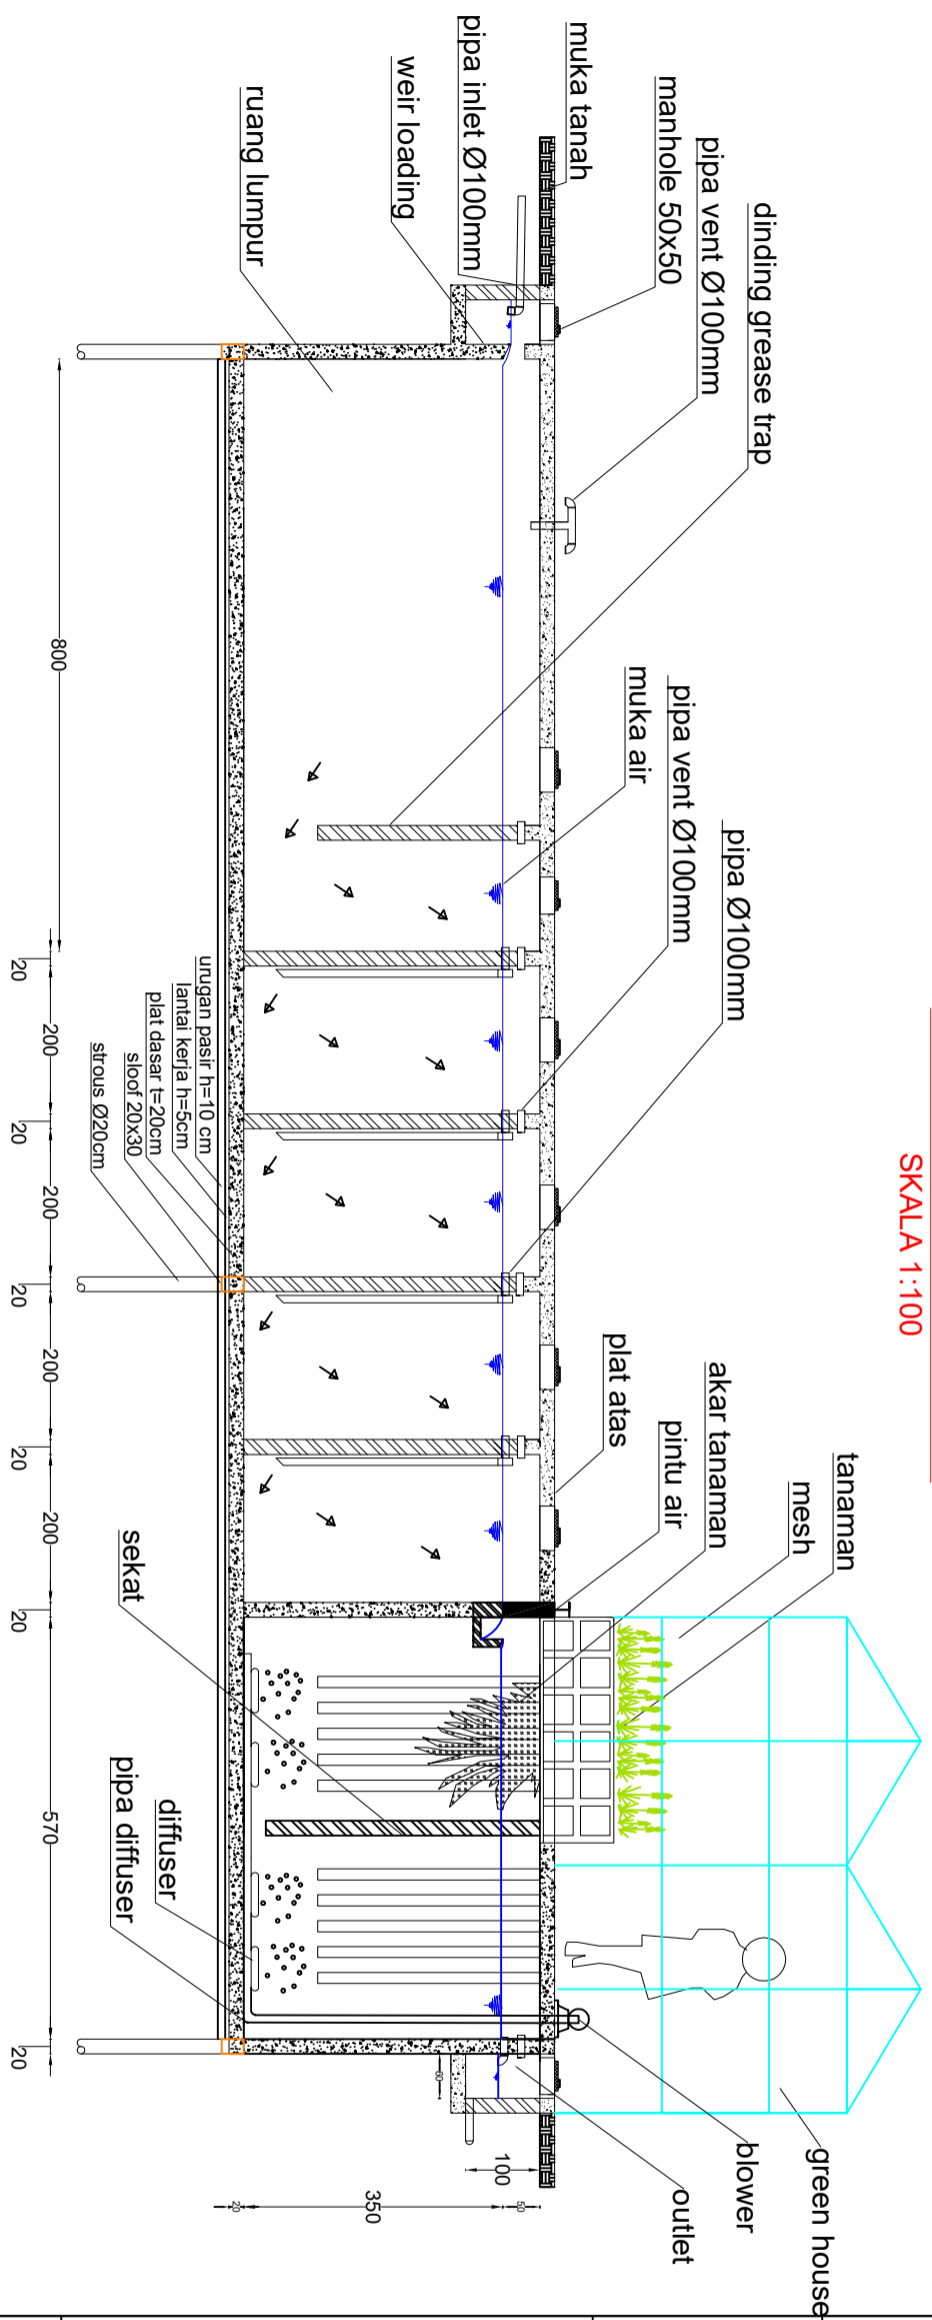 SKALA 1:100
dinding grease trap
pipa vent Ø100mm
manhole 50x50
muka tanah
pipa inlet Ø100mm
weir loading
ruang lumpur
pipa Ø100mm
pipa vent Ø100mm
muka air
tanaman
mesh
akar tanaman
pintu air
plat atas
green house
blower
outlet
100
50
350
20
60
urugan pasir h=10 cm
lantai kerja h=5cm
plat dasar t=20cm
sloof 20x30
strous Ø20cm
sekat
diffuser
pipa diffuser
800
20
200
20
200
20
200
20
200
20
570
20